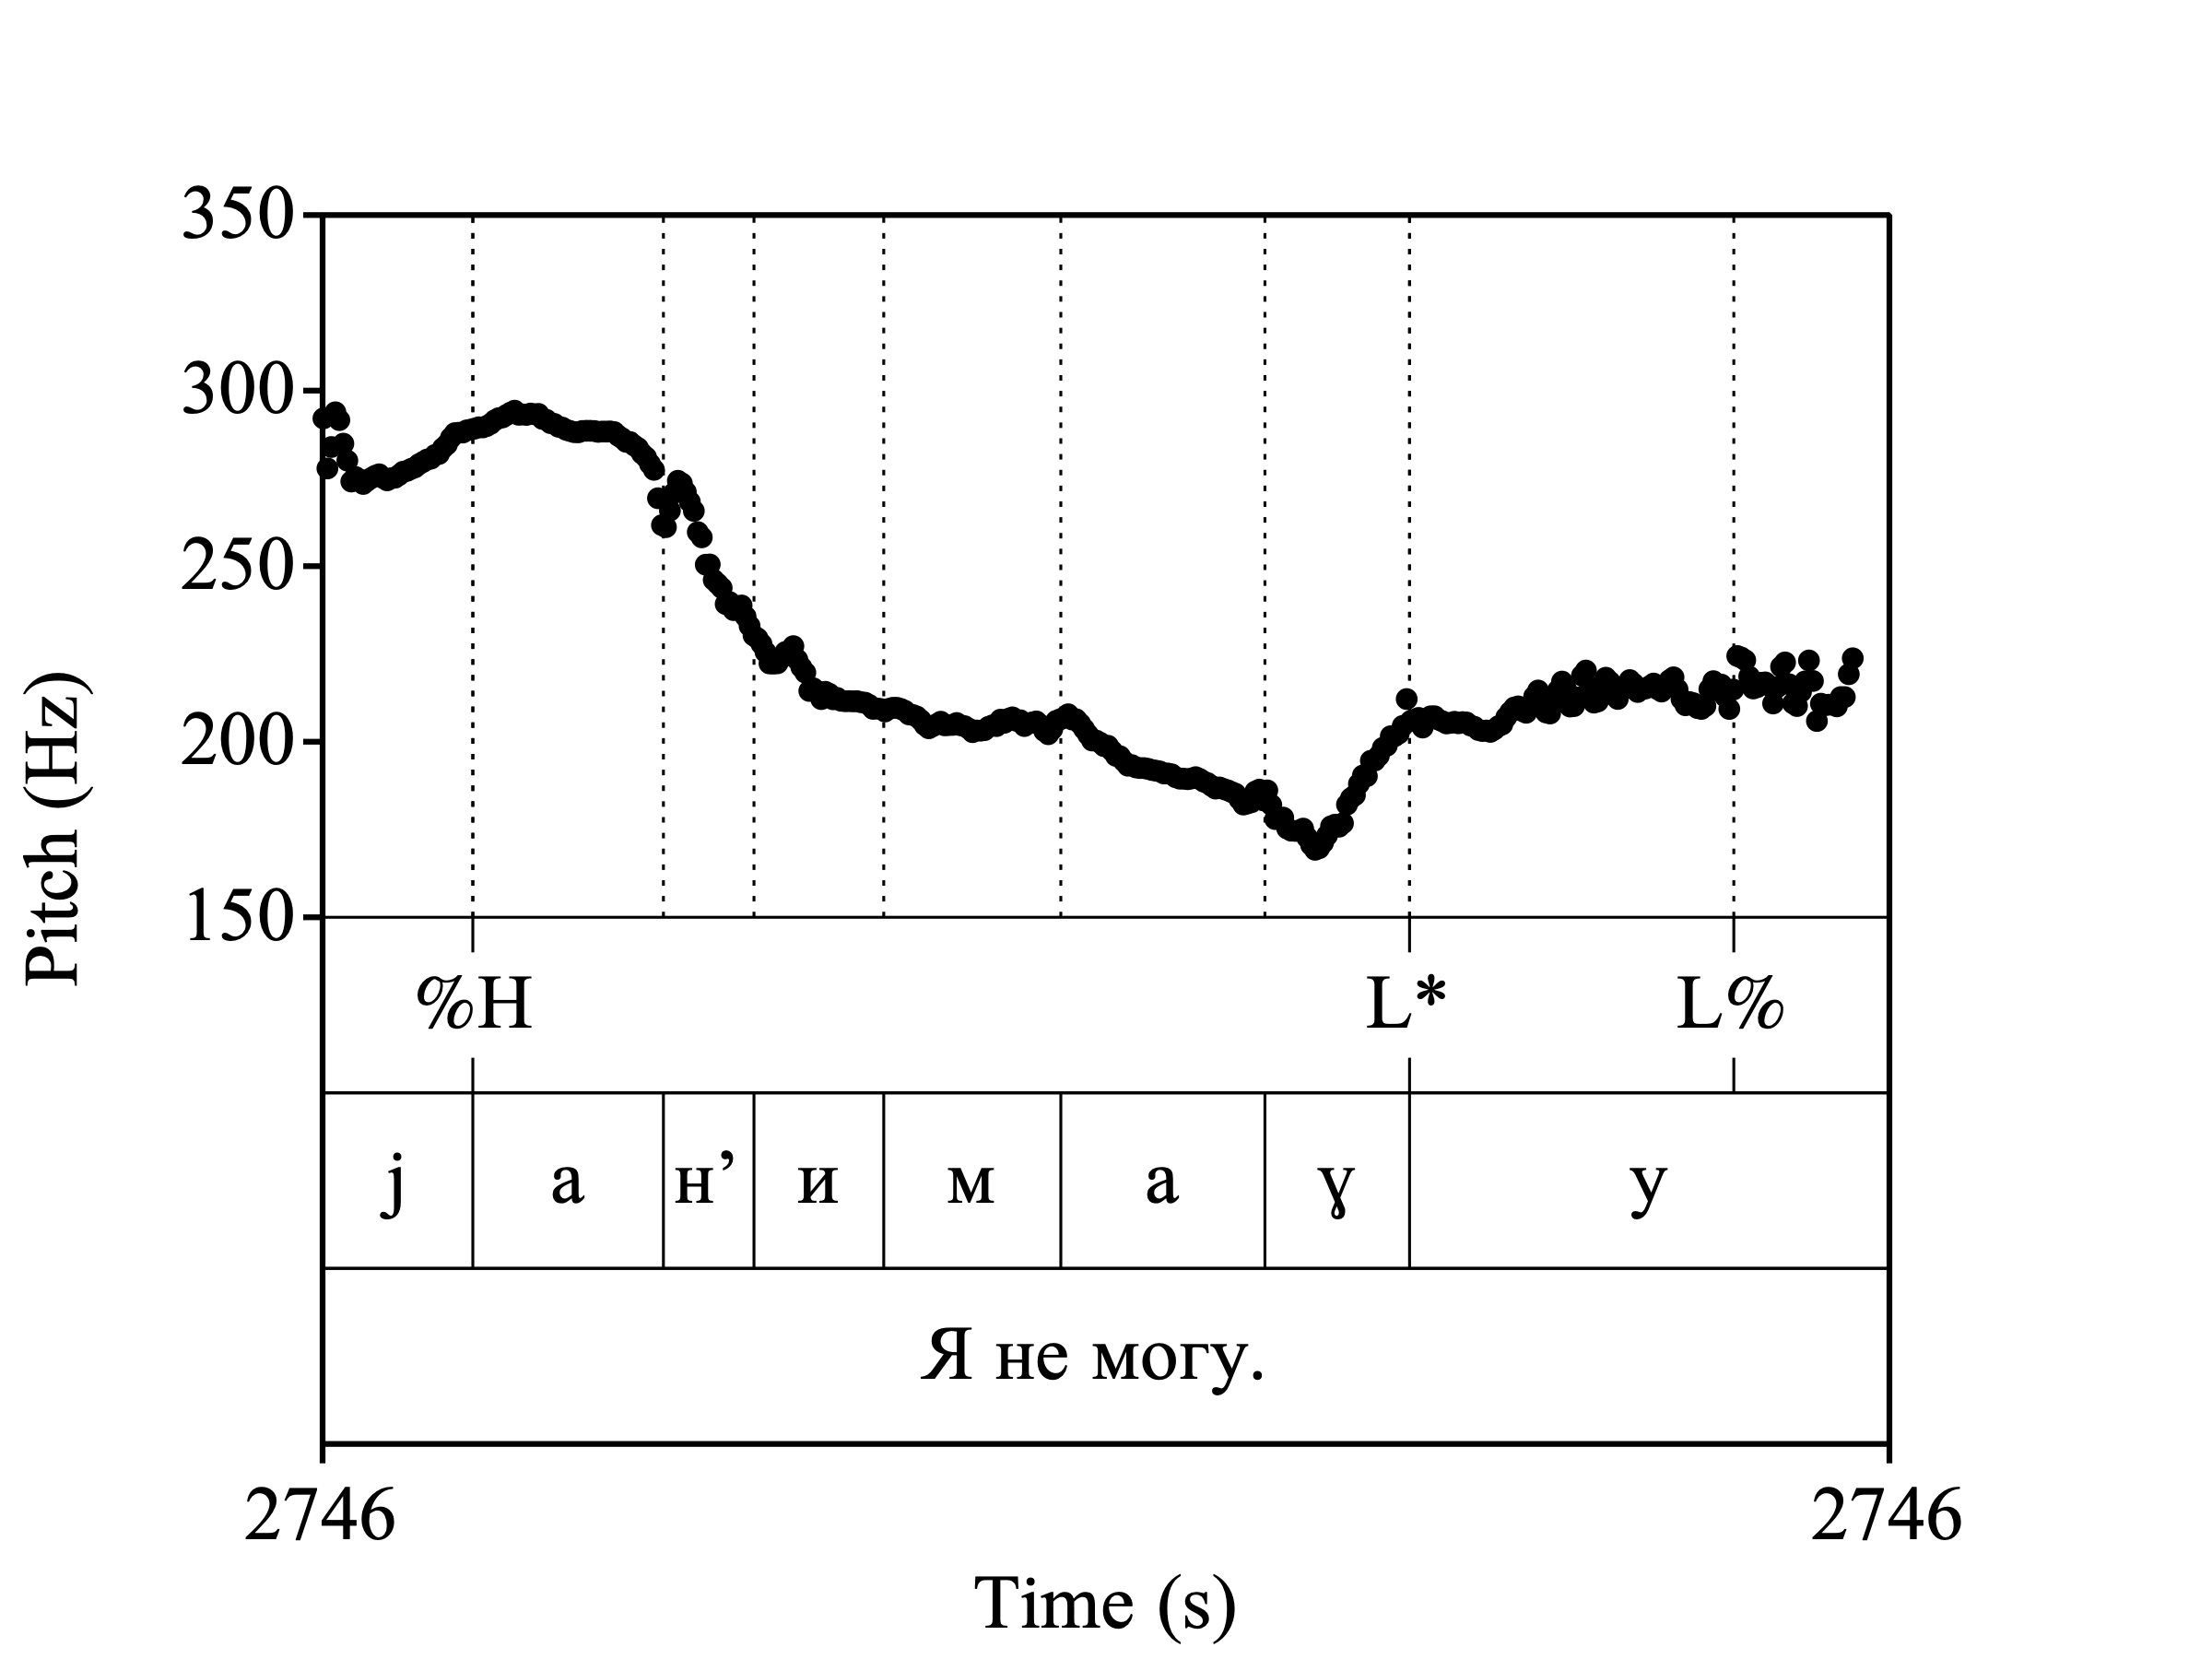 350
300
250
200
150
Pitch (Hz)
%H L* L%
j а н’ и м а ɣ у
Я не могу.
2746 2746
Time (s)